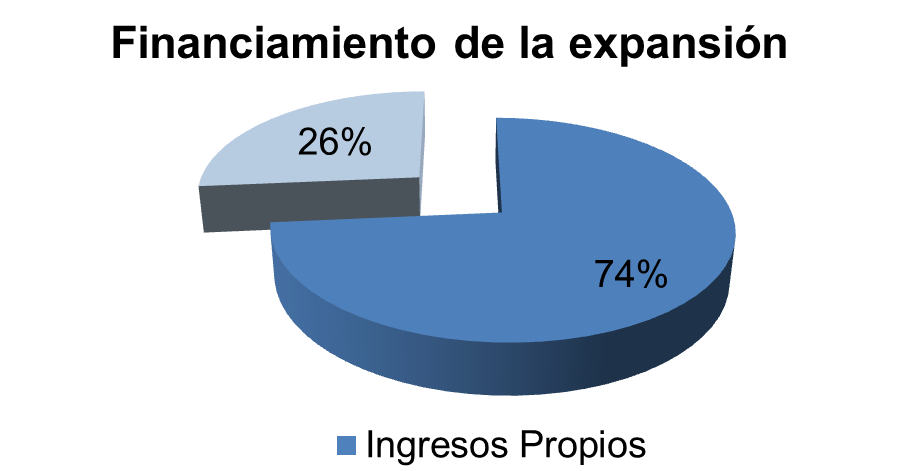 Financiamiento de la expansión
26%
74%
Ingresos Propios